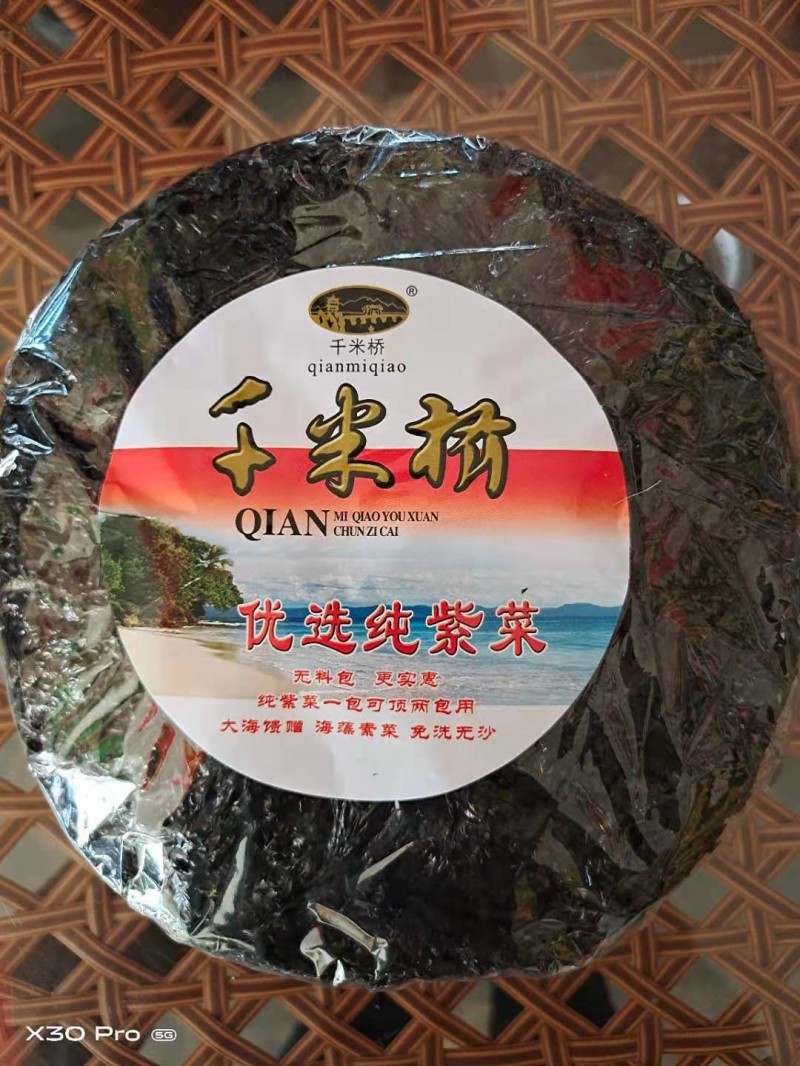 ®
千米桥
qianmiqiao
千米桥
QIAN MI QIAO YOU XUAN
CHUN ZI CAI
优选纯紫菜
无料包 更实惠
纯紫菜一包可顶两包用
大海馈赠 海藻素菜 免洗无沙
X30 Pro 5G